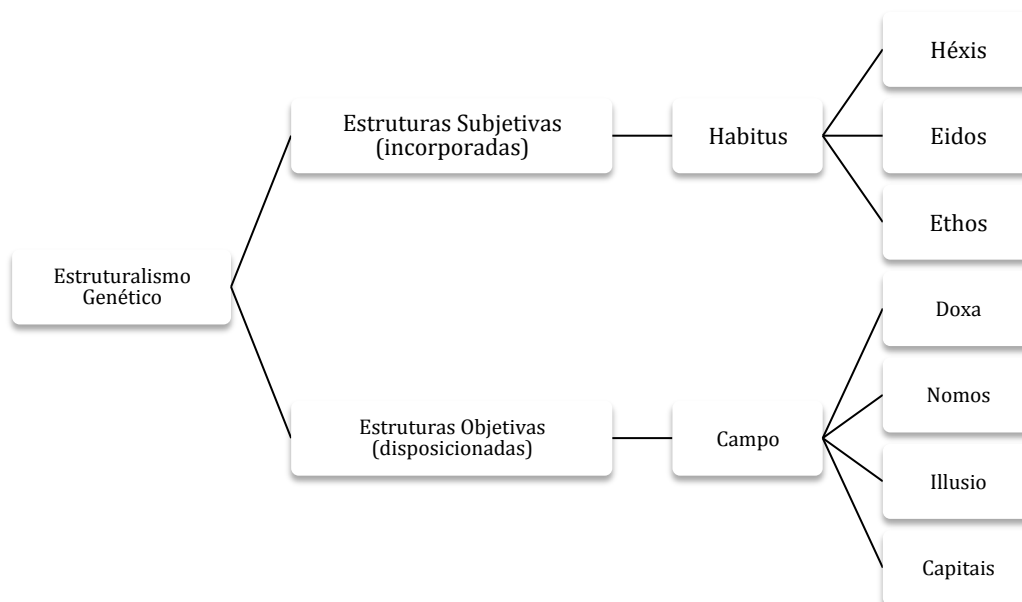 Estruturalismo
Genético
Estruturas Subjetivas
(incorporadas)
Habitus
Héxis
Eidos
Ethos
Estruturas Objetivas
(disposicionadas)
Campo
Doxa
Nomos
Illusio
Capitais